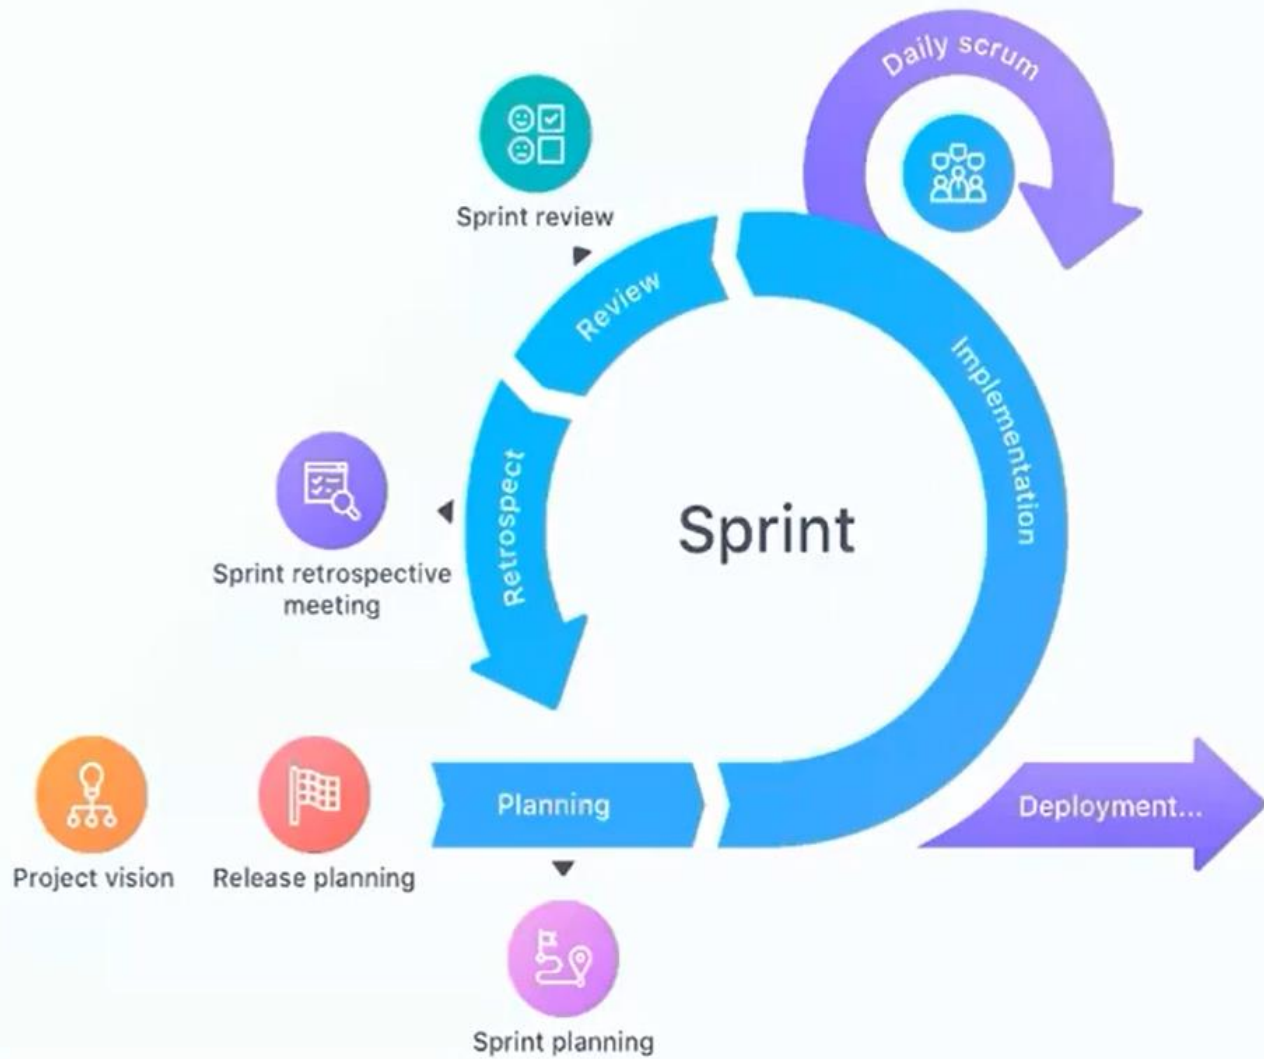 Daily scrum
Sprint review
Review
Implementation
Retrospect
Sprint
Sprint retrospective
meeting
Planning
Deployment...
Project vision
Release planning
Sprint planning